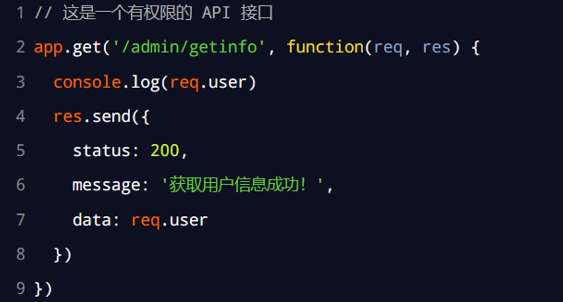 1 // 这是一个有权限的 API 接口
2 app.get('/admin/getinfo', function(req, res) {
3   console.log(req.user)
4   res.send({
5     status: 200,
6     message: '获取用户信息成功！',
7     data: req.user
8   })
9 })